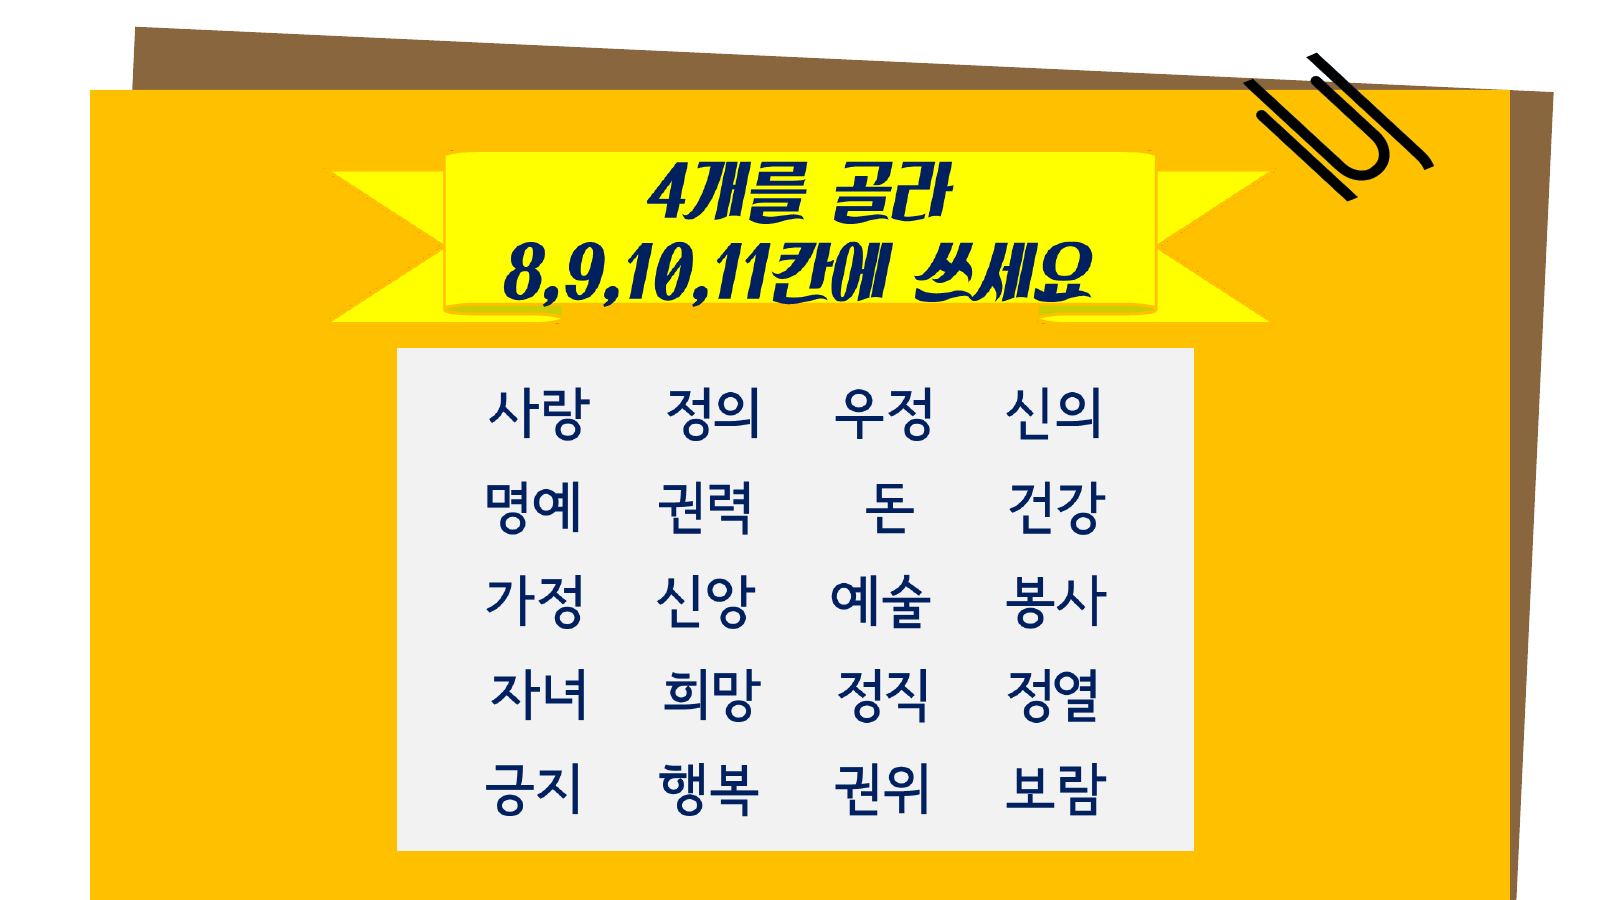 4개를 골라
8,9,10,11칸에 쓰세요
사랑 정의 우정 신의
명예 권력 돈 건강
가정 신앙 예술 봉사
자녀 희망 정직 정열
긍지 행복 권위 보람